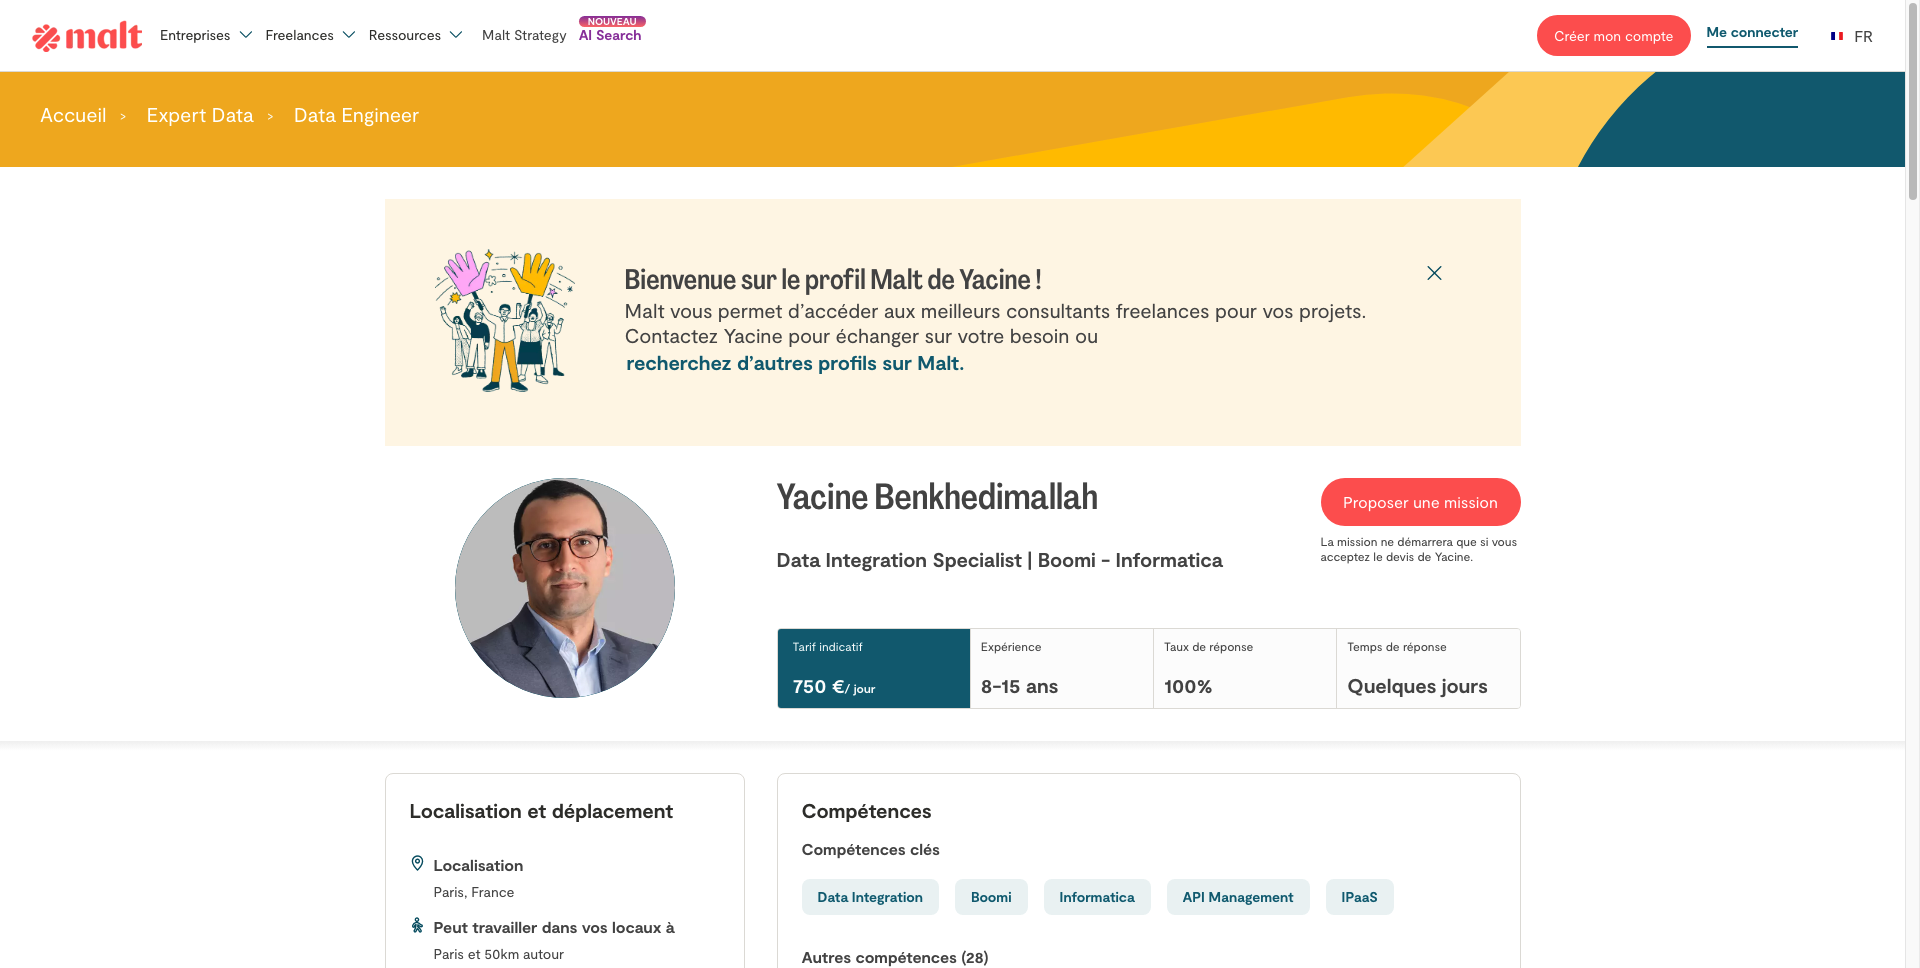 malt
Entreprises
Freelances
Ressources
Malt Strategy
NOUVEAU
AI Search
Créer mon compte
Me connecter
FR
Accueil > Expert Data > Data Engineer
Bienvenue sur le profil Malt de Yacine !
Malt vous permet d’accéder aux meilleurs consultants freelances pour vos projets.
Contactez Yacine pour échanger sur votre besoin ou
recherchez d’autres profils sur Malt.
Yacine Benkhedimallah
Data Integration Specialist | Boomi - Informatica
Proposer une mission
La mission ne démarrera que si vous
acceptez le devis de Yacine.
Tarif indicatif
750 €/ jour
Expérience
8-15 ans
Taux de réponse
100%
Temps de réponse
Quelques jours
Localisation et déplacement
Localisation
Paris, France
Peut travailler dans vos locaux à
Paris et 50km autour
Compétences
Compétences clés
Data Integration
Boomi
Informatica
API Management
IPaaS
Autres compétences (28)